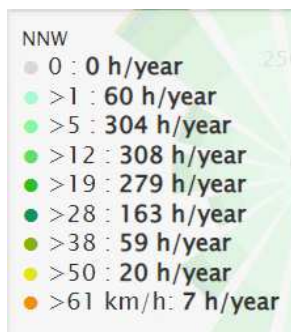 NNW
0 : 0 h/year
>1 : 60 h/year
>5 : 304 h/year
>12 : 308 h/year
>19 : 279 h/year
>28 : 163 h/year
>38 : 59 h/year
>50 : 20 h/year
>61 km/h: 7 h/year